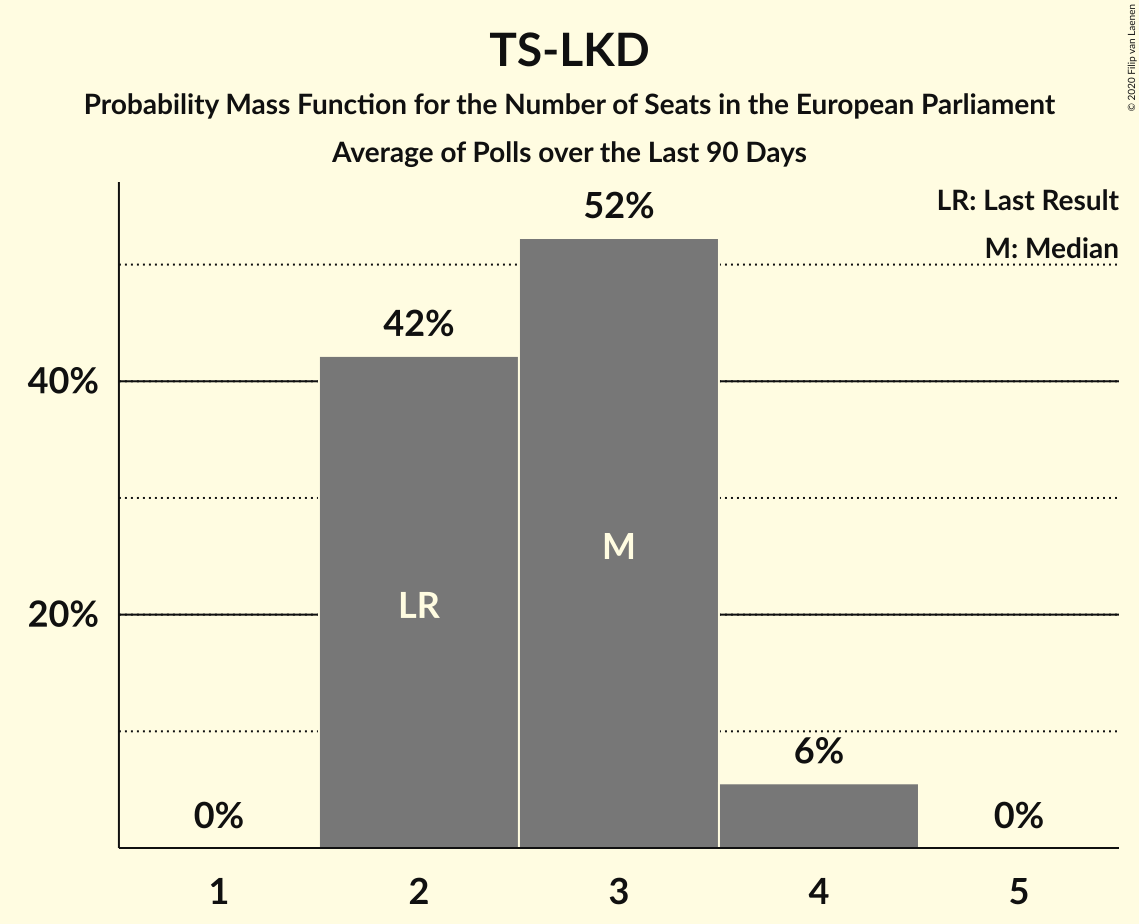 TS-LKD
Probability Mass Function for the Number of Seats in the European Parliament
Average of Polls over the Last 90 Days
© 2020 Filip van Laenen
LR: Last Result
M: Median
52%
42%
40%
M
LR
20%
6%
0%
0%
1 2 3 4 5